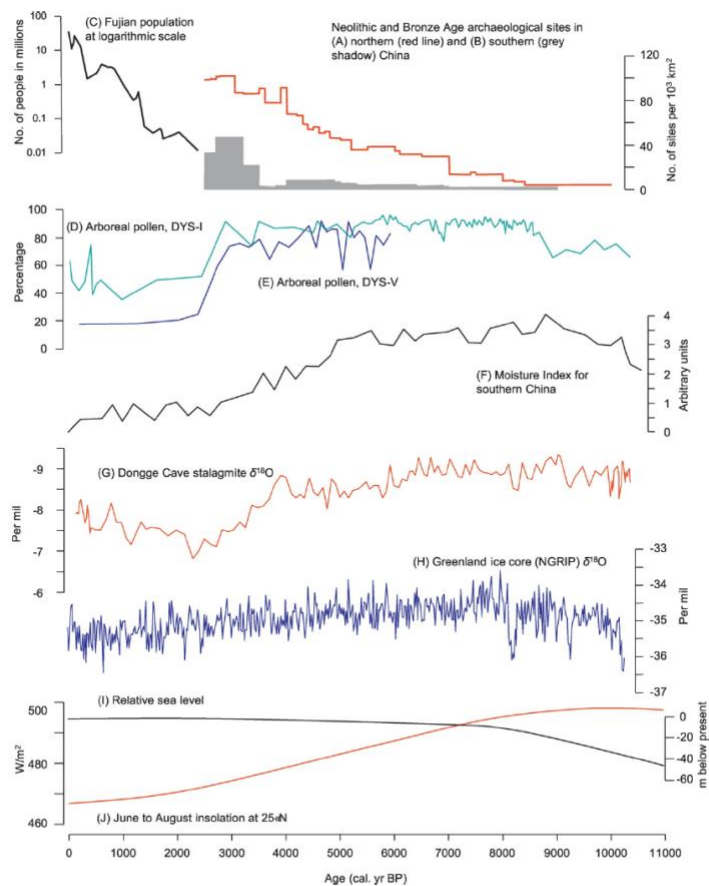 (C) Fujian population
at logarithmic scale
Neolithic and Bronze Age archaeological sites in
(A) northern (red line) and (B) southern (grey
shadow) China
No. of people in millions
100
10
1
0.1
0.01
No. of sites per 10³ km²
120
80
40
0
(D) Arboreal pollen, DYS-I
(E) Arboreal pollen, DYS-V
Percentage
100
80
60
40
20
0
(F) Moisture Index for
southern China
Arbitrary units
4
3
2
1
0
(G) Dongge Cave stalagmite δ¹⁸O
Per mil
-9
-8
-7
-6
(H) Greenland ice core (NGRIP) δ¹⁸O
Per mil
-33
-34
-35
-36
-37
(I) Relative sea level
(J) June to August insolation at 25⁰N
W/m²
500
480
460
m below present
0
-20
-40
-60
0 1000 2000 3000 4000 5000 6000 7000 8000 9000 10000 11000
Age (cal. yr BP)